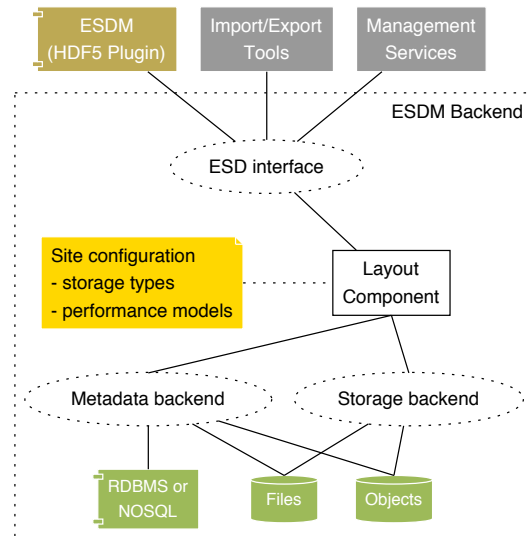 ESDM
(HDF5 Plugin)
Import/Export
Tools
Management
Services
ESDM Backend
ESD interface
Site configuration
- storage types
- performance models
Layout
Component
Metadata backend
Storage backend
RDBMS or
NOSQL
Files
Objects